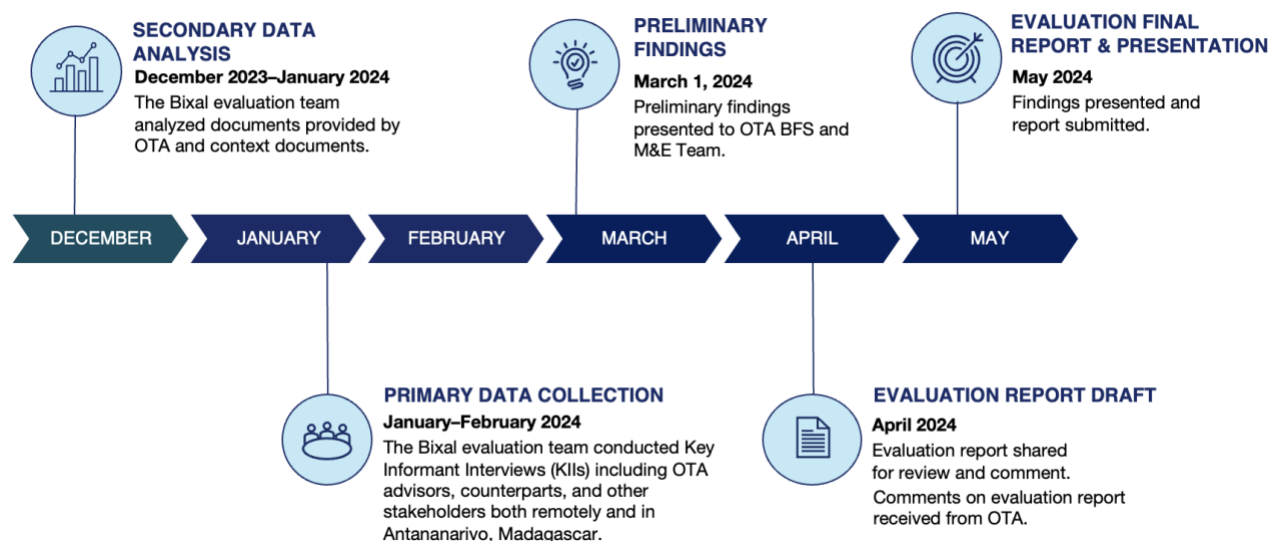 SECONDARY DATA
ANALYSIS
December 2023–January 2024
The Bixal evaluation team
analyzed documents provided by
OTA and context documents.
PRELIMINARY
FINDINGS
March 1, 2024
Preliminary findings
presented to OTA BFS and
M&E Team.
EVALUATION FINAL
REPORT & PRESENTATION
May 2024
Findings presented and
report submitted.
DECEMBER
JANUARY
FEBRUARY
MARCH
APRIL
MAY
PRIMARY DATA COLLECTION
January–February 2024
The Bixal evaluation team conducted Key
Informant Interviews (KIIs) including OTA
advisors, counterparts, and other
stakeholders both remotely and in
Antananarivo, Madagascar.
EVALUATION REPORT DRAFT
April 2024
Evaluation report shared
for review and comment.
Comments on evaluation report
received from OTA.